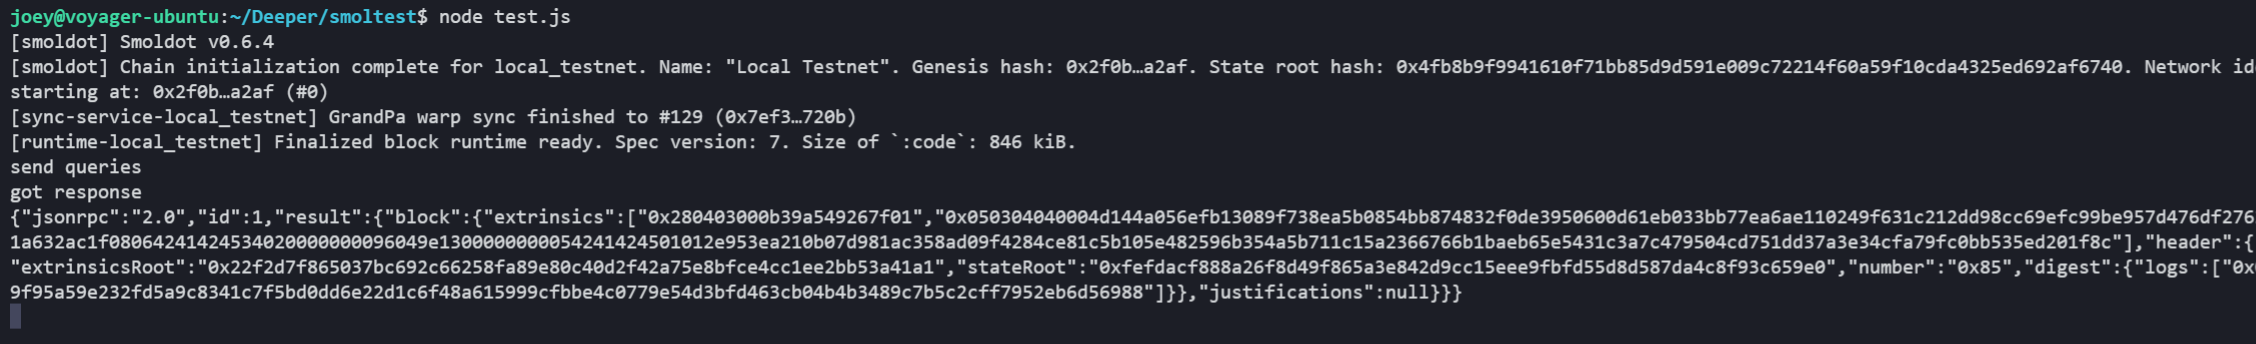 joey@voyager-ubuntu:~/Deeper/smoltest$ node test.js
[smoldot] Smoldot v0.6.4
[smoldot] Chain initialization complete for local_testnet. Name: "Local Testnet". Genesis hash: 0x2f0b…a2af. State root hash: 0x4fb8b9f9941610f71bb85d9d591e009c72214f60a59f10cda4325ed692af6740. Network id
starting at: 0x2f0b…a2af (#0)
[sync-service-local_testnet] GrandPa warp sync finished to #129 (0x7ef3…720b)
[runtime-local_testnet] Finalized block runtime ready. Spec version: 7. Size of `:code`: 846 kiB.
send queries
got response
{"jsonrpc":"2.0","id":1,"result":{"block":{"extrinsics":["0x280403000b39a549267f01","0x050304040004d144a056efb13089f738ea5b0854bb874832f0de3950600d61eb033bb77ea6ae110249f631c212dd98cc69efc99be957d476df276
1a632ac1f08064241424534020000000096049e13000000000054241424501012e953ea210b07d981ac358ad09f4284ce81c5b105e482596b354a5b711c15a2366766b1baeb65e5431c3a7c479504cd751dd37a3e34cfa79fc0bb535ed201f8c"],"header":{
"extrinsicsRoot":"0x22f2d7f865037bc692c66258fa89e80c40d2f42a75e8bfce4cc1ee2bb53a41a1","stateRoot":"0xfefdacf888a26f8d49f865a3e842d9cc15eee9fbfd55d8d587da4c8f93c659e0","number":"0x85","digest":{"logs":["0x
9f95a59e232fd5a9c8341c7f5bd0dd6e22d1c6f48a615999cfbbe4c0779e54d3bfd463cb04b4b3489c7b5c2cff7952eb6d56988"]}},"justifications":null}}}